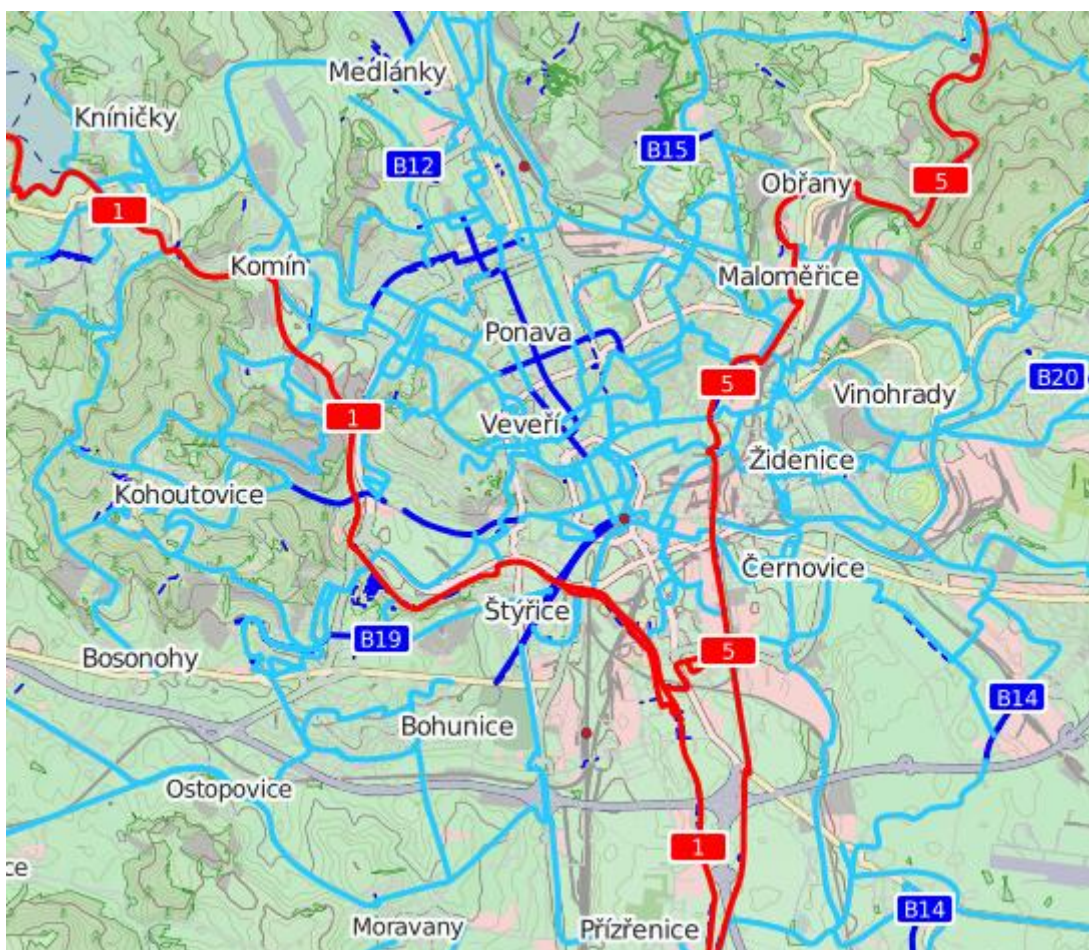 Medlánky
Kníničky
B12
B15
Obřany
5
1
Komín
Maloměřice
Ponava
5
B20
Vinohrady
1
Veveří
Židenice
Kohoutovice
Černovice
Štýřice
B19
5
Bosonohy
B14
Bohunice
Ostopovice
1
ce
B14
Moravany
Přízřenice